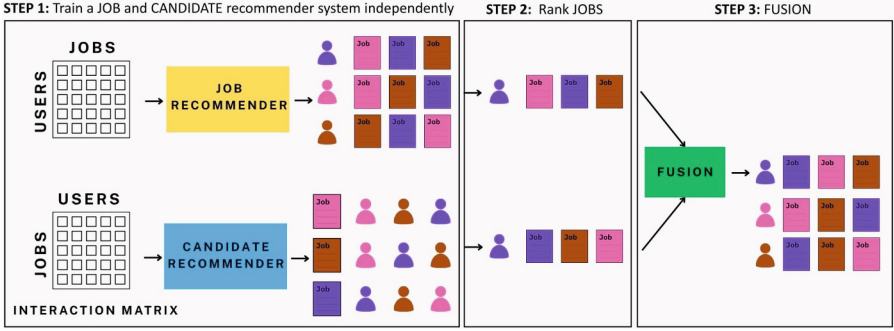 STEP 1: Train a JOB and CANDIDATE recommender system independently
STEP 2: Rank JOBS
STEP 3: FUSION
JOBS
USERS
JOB
RECOMMENDER
Job Job Job
Job Job Job
Job Job Job
USERS
JOBS
CANDIDATE
RECOMMENDER
Job
Job
Job
INTERACTION MATRIX
Job Job Job
Job Job Job
FUSION
Job Job Job
Job Job Job
Job Job Job